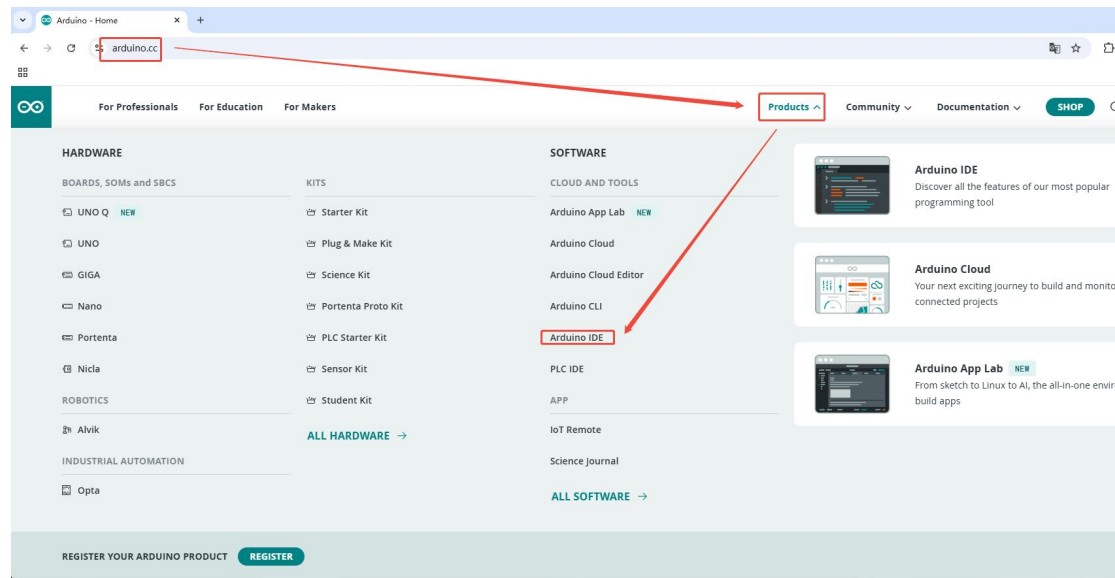 Arduino - Home
arduino.cc
For Professionals
For Education
For Makers
Products
Community
Documentation
SHOP
HARDWARE
BOARDS, SOMs and SBCS
UNO Q NEW
UNO
GIGA
Nano
Portenta
Nicla
ROBOTICS
Alvik
INDUSTRIAL AUTOMATION
Opta
KITS
Starter Kit
Plug & Make Kit
Science Kit
Portenta Proto Kit
PLC Starter Kit
Sensor Kit
Student Kit
ALL HARDWARE →
SOFTWARE
CLOUD AND TOOLS
Arduino App Lab NEW
Arduino Cloud
Arduino Cloud Editor
Arduino CLI
Arduino IDE
PLC IDE
APP
IoT Remote
Science Journal
ALL SOFTWARE →
Arduino IDE
Discover all the features of our most popular
programming tool
Arduino Cloud
Your next exciting journey to build and monito
connected projects
Arduino App Lab NEW
From sketch to Linux to AI, the all-in-one envir
build apps
REGISTER YOUR ARDUINO PRODUCT
REGISTER